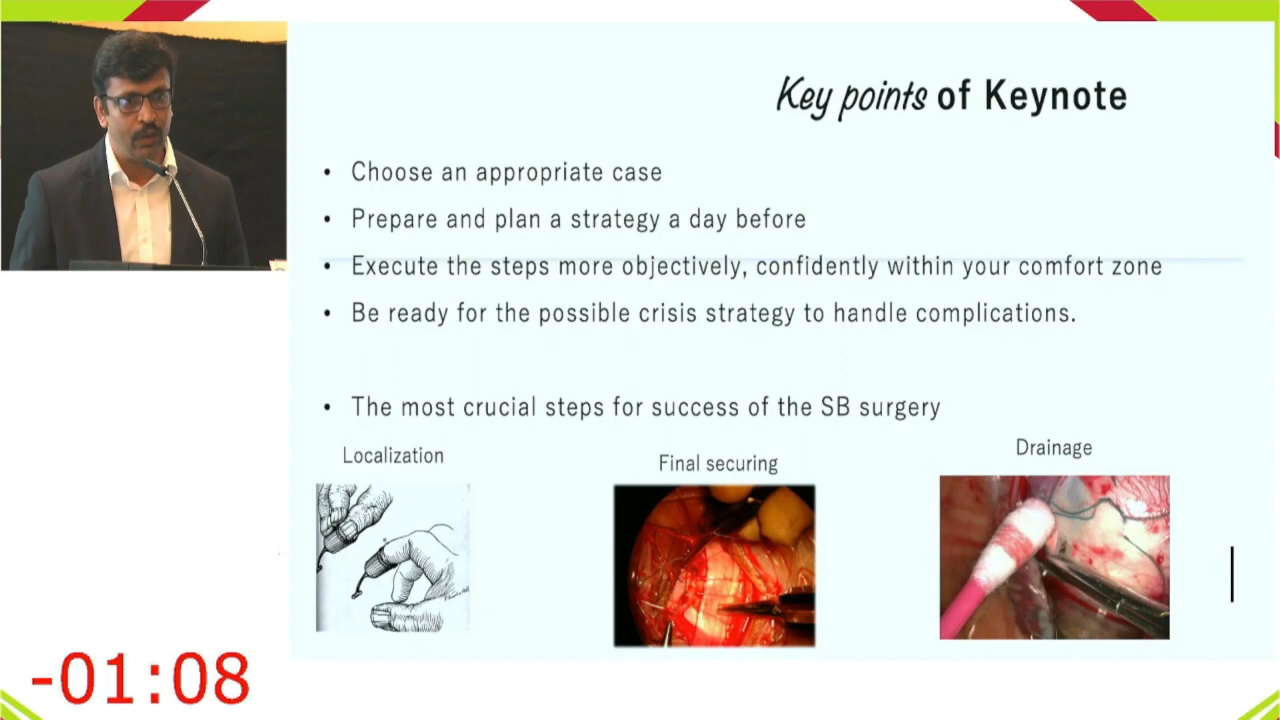 Key points of Keynote
• Choose an appropriate case
• Prepare and plan a strategy a day before
• Execute the steps more objectively, confidently within your comfort zone
• Be ready for the possible crisis strategy to handle complications.
• The most crucial steps for success of the SB surgery
Localization
Final securing
Drainage
-01:08